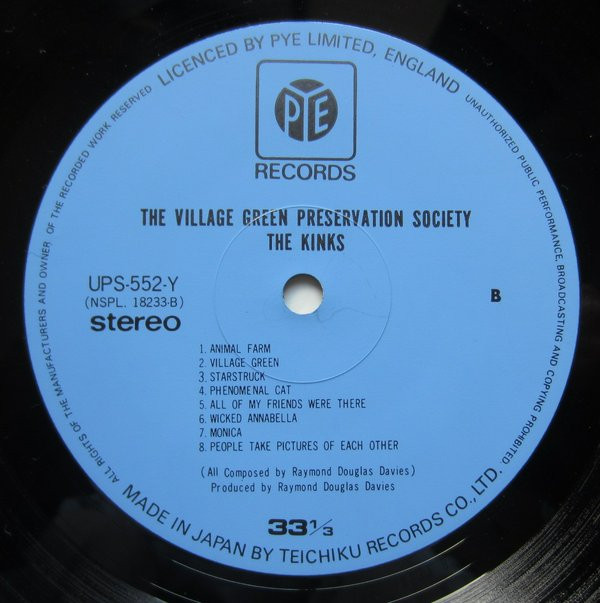 LICENCED BY PYE LIMITED, ENGLAND
UNAUTHORIZED PUBLIC PERFORMANCE, BROADCASTING AND COPYING PROHIBITED
ALL RIGHTS OF THE MANUFACTURERS AND OWNER OF THE RECORDED WORK RESERVED
PYE
RECORDS
THE VILLAGE GREEN PRESERVATION SOCIETY
THE KINKS
UPS-552-Y
(NSPL. 18233-B)
stereo
B
1. ANIMAL FARM
2. VILLAGE GREEN
3. STARSTRUCK
4. PHENOMENAL CAT
5. ALL OF MY FRIENDS WERE THERE
6. WICKED ANNABELLA
7. MONICA
8. PEOPLE TAKE PICTURES OF EACH OTHER
(All Composed by Raymond Douglas Davies)
Produced by Raymond Douglas Davies
33 1/3
MADE IN JAPAN BY TEICHIKU RECORDS CO., LTD.